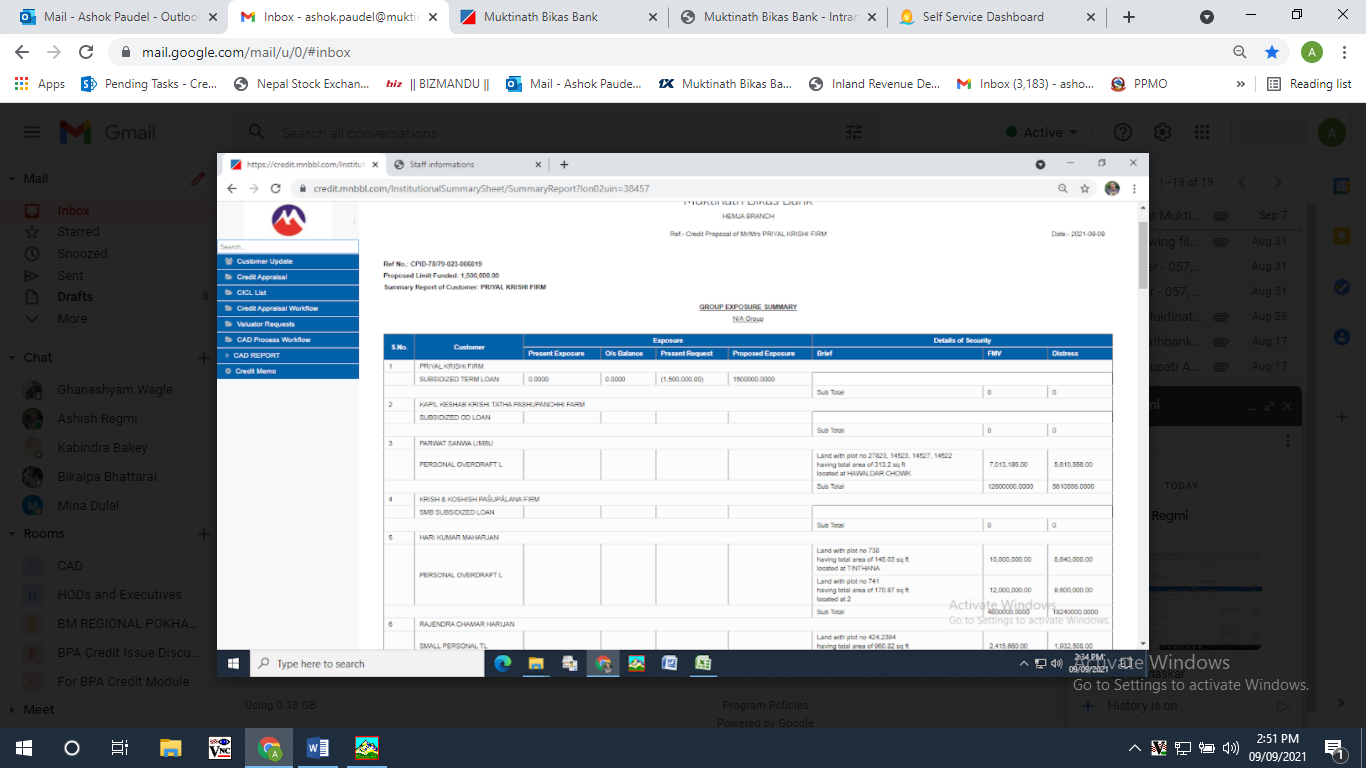 Mail - Ashok Paudel - Outlool
Inbox - ashok.paudel@muktin
Muktinath Bikas Bank
Muktinath Bikas Bank - Intran
Self Service Dashboard
mail.google.com/mail/u/0/#inbox
A
Apps
Pending Tasks - Cre...
Nepal Stock Exchan...
biz || BIZMANDU ||
Mail - Ashok Paude...
Muktinath Bikas Ba...
Inland Revenue De...
Inbox (3,183) - asho...
PPMO
Reading list
Gmail
Search all conversations
Active
A
Mail
Inbox
Starred
Snoozed
Sent
Drafts 8
More
Chat
Ghanashyam Wagle
Ashish Regmi
Kabindra Bakey
Bikalpa Bhattarai
Mina Dulal
Rooms
C CAD
H HODs and Executives
B BM REGIONAL POKHA...
B BPA Credit Issue Discu...
F For BPA Credit Module
Meet
https://credit.mnbbl.com/Institut
Staff informations
credit.mnbbl.com/InstitutionalSummarySheet/SummaryReport?lon02uin=38457
Search...
Customer Update
Credit Appraisal
CICL List
Credit Appraisal Workflow
Valuator Requests
CAD Process Workflow
CAD REPORT
Credit Memo
Muktinath Bikas Bank
HEMJA BRANCH
Ref:- Credit Proposal of Mr/Mrs PRIYAL KRISHI FIRM
Date:- 2021-09-09
Ref No.: CPID-78/79-023-006819
Proposed Limit Funded: 1,500,000.00
Summary Report of Customer: PRIYAL KRISHI FIRM
GROUP EXPOSURE SUMMARY
N/A Group
S.No. Customer Exposure Details of Security
Present Exposure O/s Balance Present Request Proposed Exposure Brief FMV Distress
1 PRIYAL KRISHI FIRM
SUBSIDIZED TERM LOAN 0.0000 0.0000 (1,500,000.00) 1500000.0000
Sub Total 0 0
2 KAPIL KESHAB KRISHI TATHA PASHUPANCHHI FARM
SUBSIDIZED OD LOAN
Sub Total 0 0
3 PARWAT SANWA LIMBU
PERSONAL OVERDRAFT L
Land with plot no 27823, 14523, 14527, 14522
having total area of 313.2 sq ft
located at HAWALDAR CHOWK
7,013,195.00 5,610,556.00
Sub Total 12800000.0000 5610556.0000
4 KRISH & KOSHISH PAŚUPĀLANA FIRM
SMB SUBSIDIZED LOAN
Sub Total 0 0
5 HARI KUMAR MAHARJAN
PERSONAL OVERDRAFT L
Land with plot no 738
having total area of 145.03 sq ft
located at TINTHANA
10,800,000.00 8,640,000.00
Land with plot no 741
having total area of 170.87 sq ft
located at 2
12,000,000.00 9,600,000.00
Sub Total 4800000.0000 18240000.0000
6 RAJENDRA CHAMAR HARIJAN
SMALL PERSONAL TL
Land with plot no 424,2394
having total area of 960.82 sq ft
2,415,660.00 1,932,508.00
Activate Windows
Go to Settings to activate Windows.
Type here to search
2:34 PM
09/09/2021
1–19 of 19
Sep 7
Aug 31
Aug 31
Aug 31
Aug 29
Aug 17
Aug 17
TODAY
Regmi
Activate Windows
Go to Settings to activate Windows.
History is on
Using 0.18 GB
Program Policies
Powered by Google
2:51 PM
09/09/2021
1